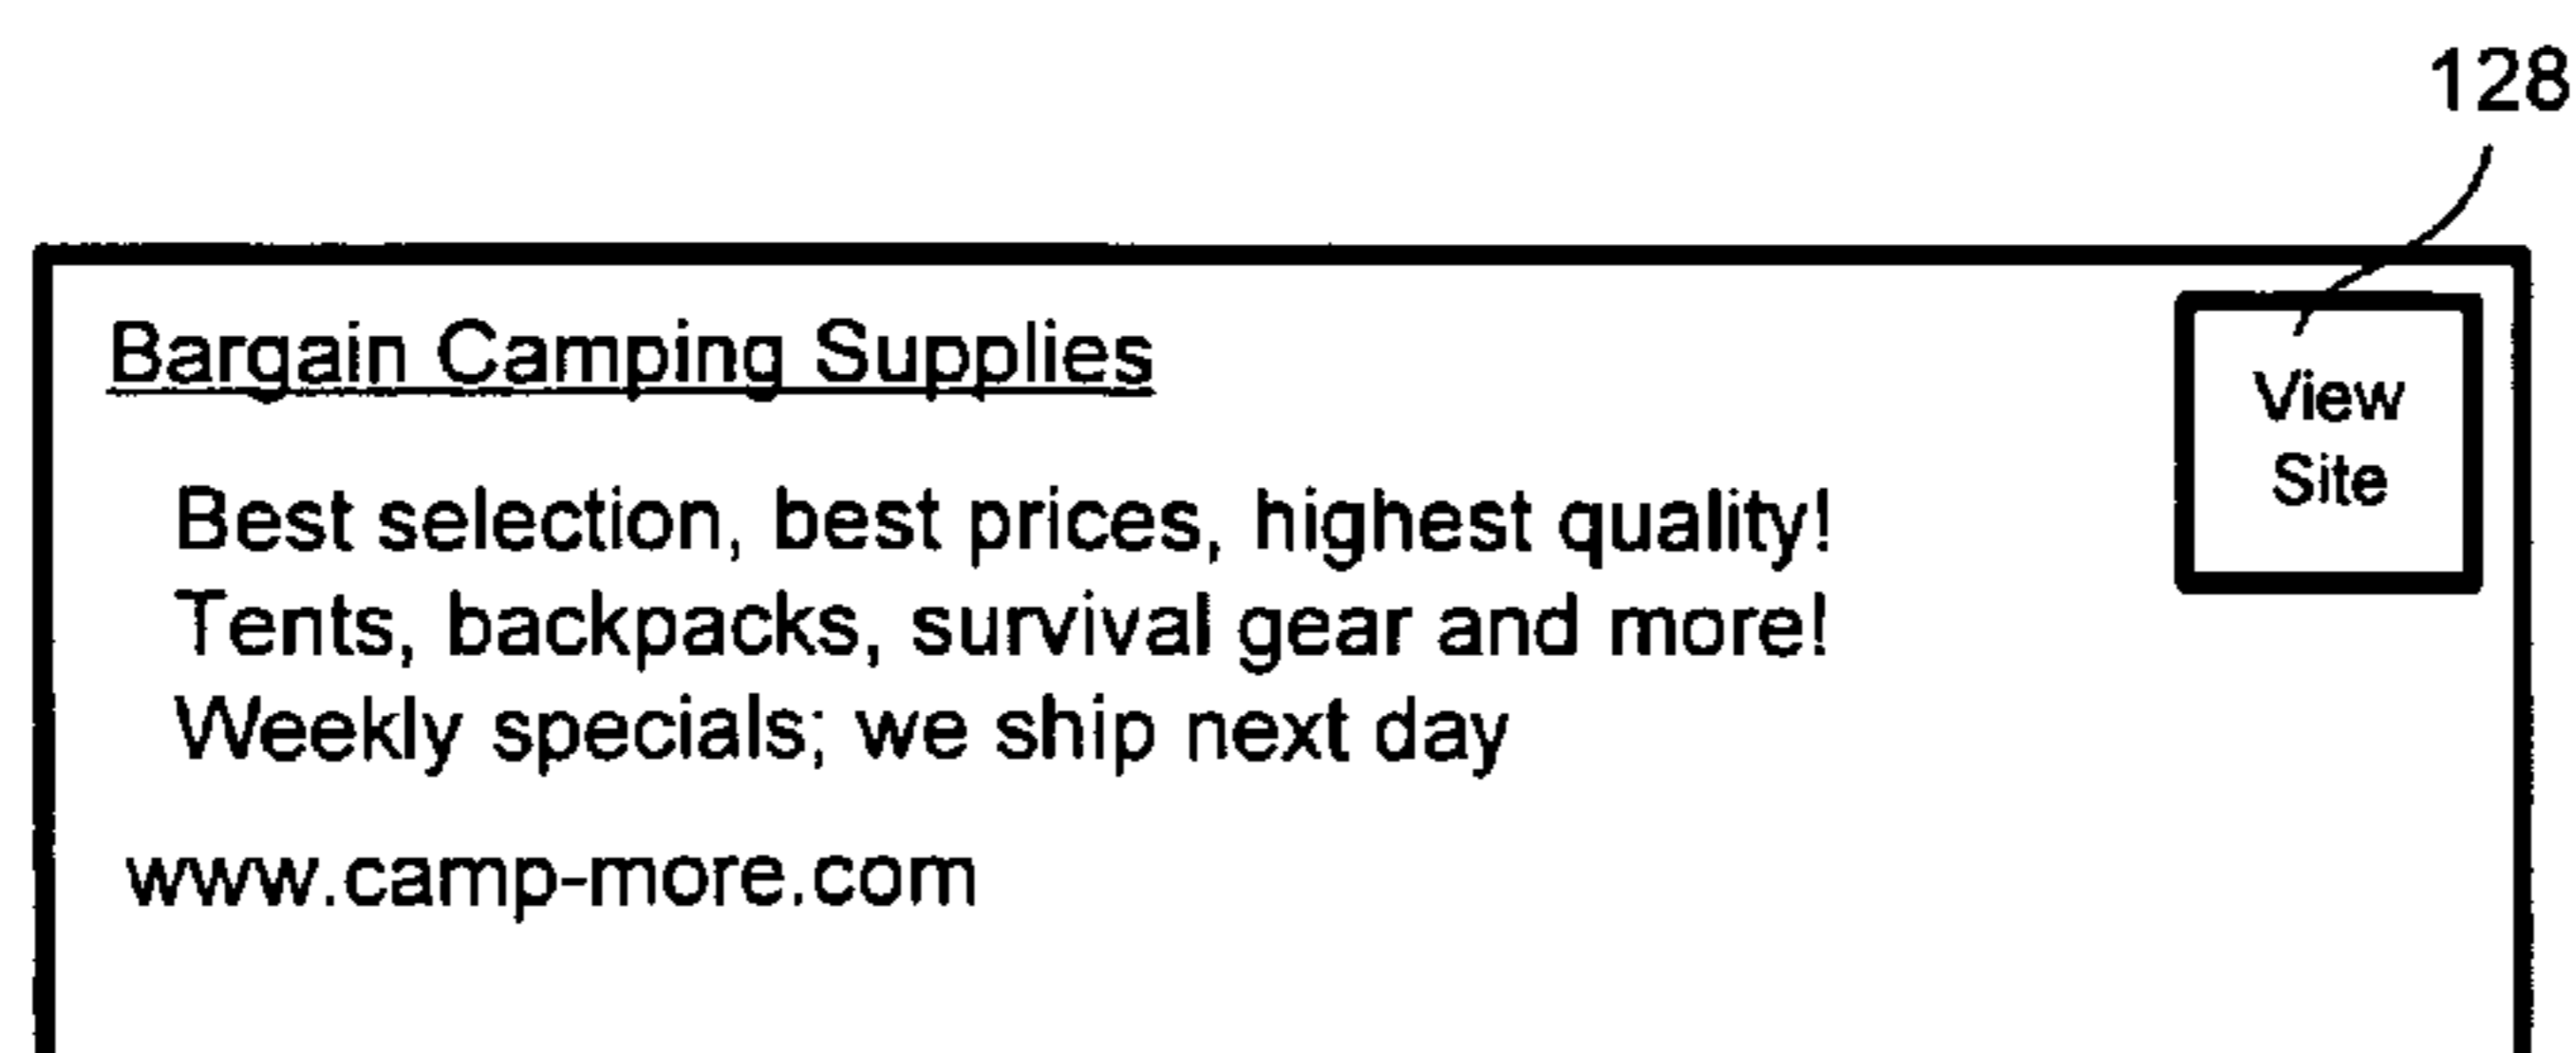 128
Bargain Camping Supplies
View
Site
Best selection, best prices, highest quality!
Tents, backpacks, survival gear and more!
Weekly specials; we ship next day
www.camp-more.com